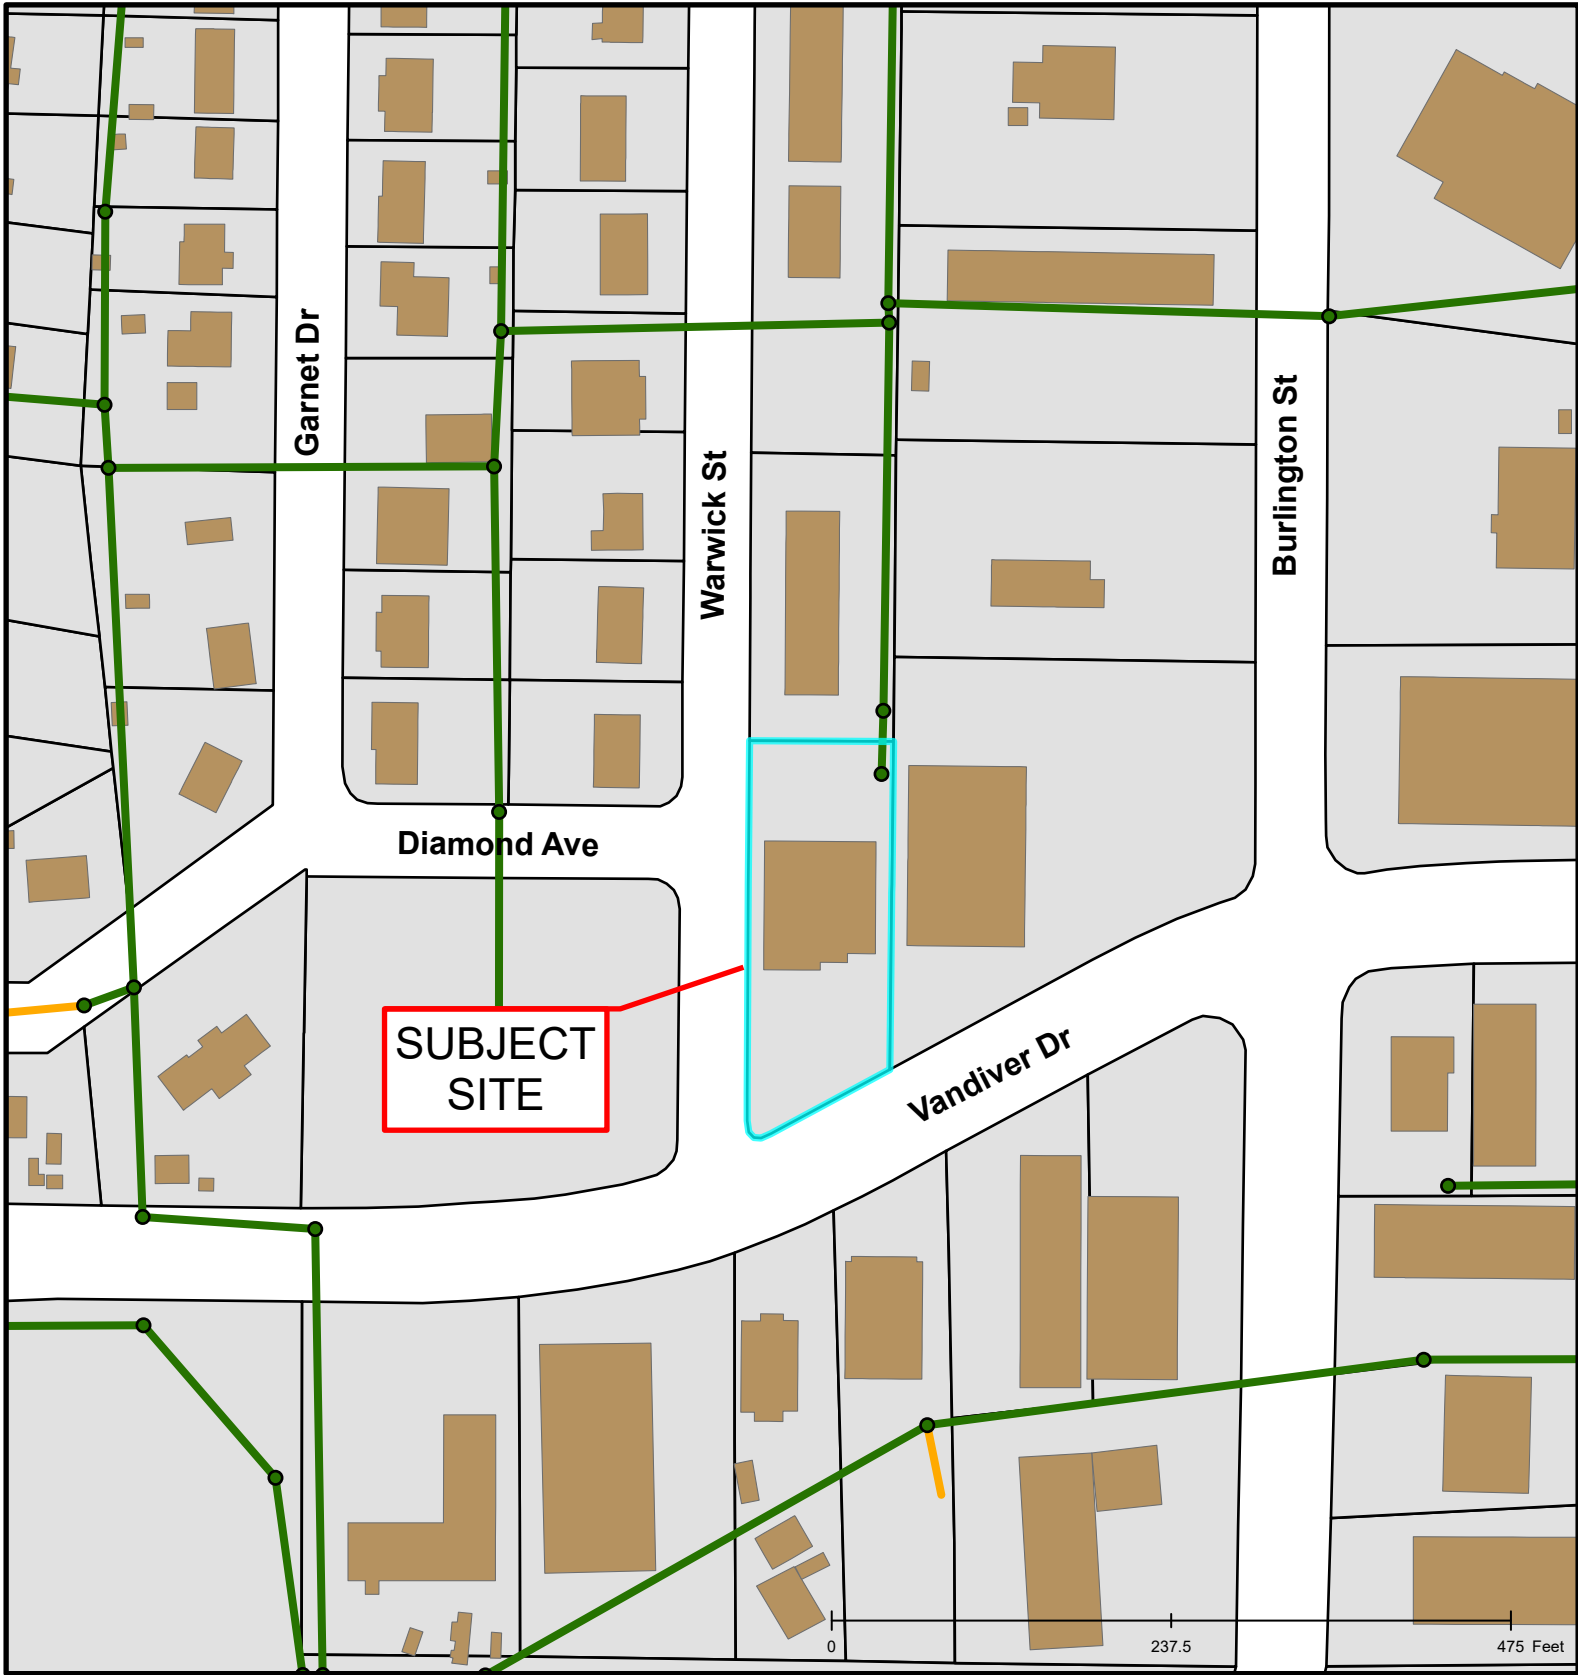 Garnet Dr
Warwick St
Burlington St
Diamond Ave
SUBJECT
SITE
Vandiver Dr
0 237.5 475 Feet